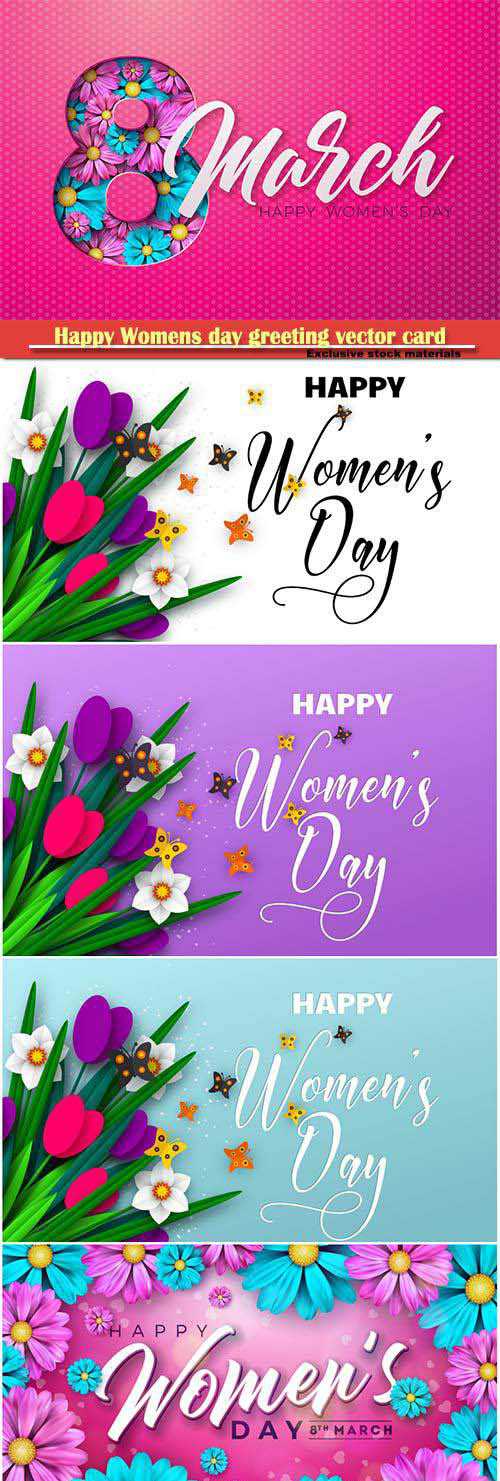 8 March
HAPPY WOMEN'S DAY
Happy Womens day greeting vector card
Exclusive stock materials
HAPPY
Women's
Day
HAPPY
Women's
Day
HAPPY
Women's
Day
HAPPY
Women's
DAY 8TH MARCH